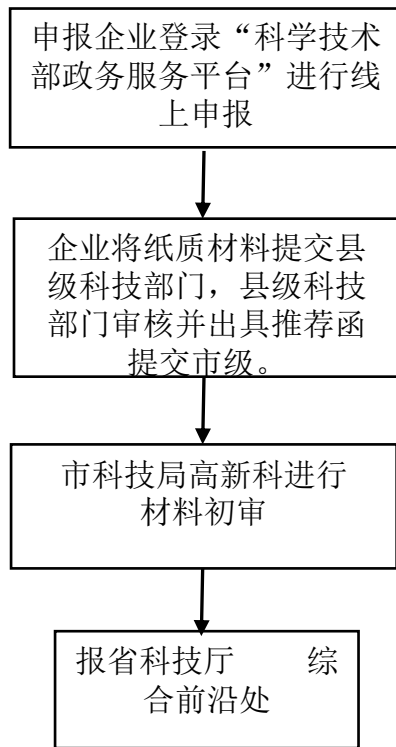 申报企业登录“科学技术
部政务服务平台”进行线
上申报
企业将纸质材料提交县
级科技部门，县级科技
部门审核并出具推荐函
提交市级。
市科技局高新科进行
材料初审
报省科技厅 综
合前沿处